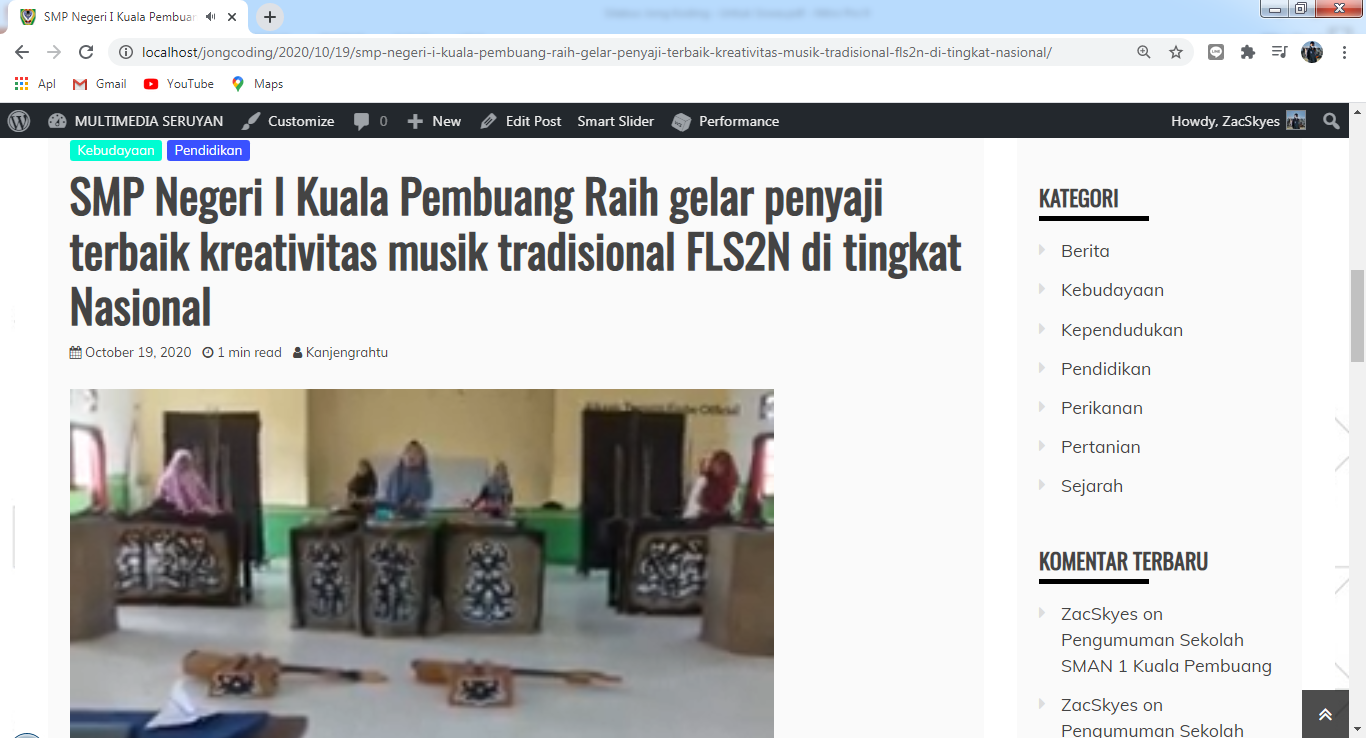 SMP Negeri I Kuala Pembuan
localhost/jongcoding/2020/10/19/smp-negeri-i-kuala-pembuang-raih-gelar-penyaji-terbaik-kreativitas-musik-tradisional-fls2n-di-tingkat-nasional/
Apl Gmail YouTube Maps
MULTIMEDIA SERUYAN Customize 0 New Edit Post Smart Slider Performance Howdy, ZacSkyes
Kebudayaan Pendidikan
SMP Negeri I Kuala Pembuang Raih gelar penyaji
terbaik kreativitas musik tradisional FLS2N di tingkat
Nasional
October 19, 2020 1 min read Kanjengrahtu
KATEGORI
Berita
Kebudayaan
Kependudukan
Pendidikan
Perikanan
Pertanian
Sejarah
KOMENTAR TERBARU
ZacSkyes on
Pengumuman Sekolah
SMAN 1 Kuala Pembuang
ZacSkyes on
Pengumuman Sekolah